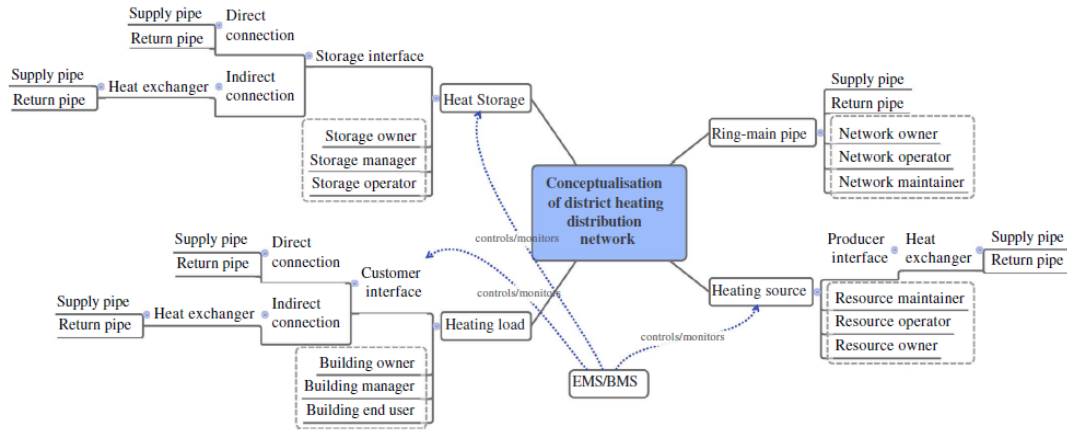 Supply pipe
Return pipe
Direct
connection
Storage interface
Supply pipe
Return pipe
Heat exchanger
Indirect
connection
Heat Storage
Storage owner
Storage manager
Storage operator
Supply pipe
Return pipe
Ring-main pipe
Network owner
Network operator
Network maintainer
Conceptualisation
of district heating
distribution
network
controls/monitors
controls/monitors
controls/monitors
Supply pipe
Return pipe
Direct
connection
Customer
interface
Supply pipe
Return pipe
Heat exchanger
Indirect
connection
Heating load
Building owner
Building manager
Building end user
EMS/BMS
Producer
interface
Heat
exchanger
Supply pipe
Return pipe
Heating source
Resource maintainer
Resource operator
Resource owner